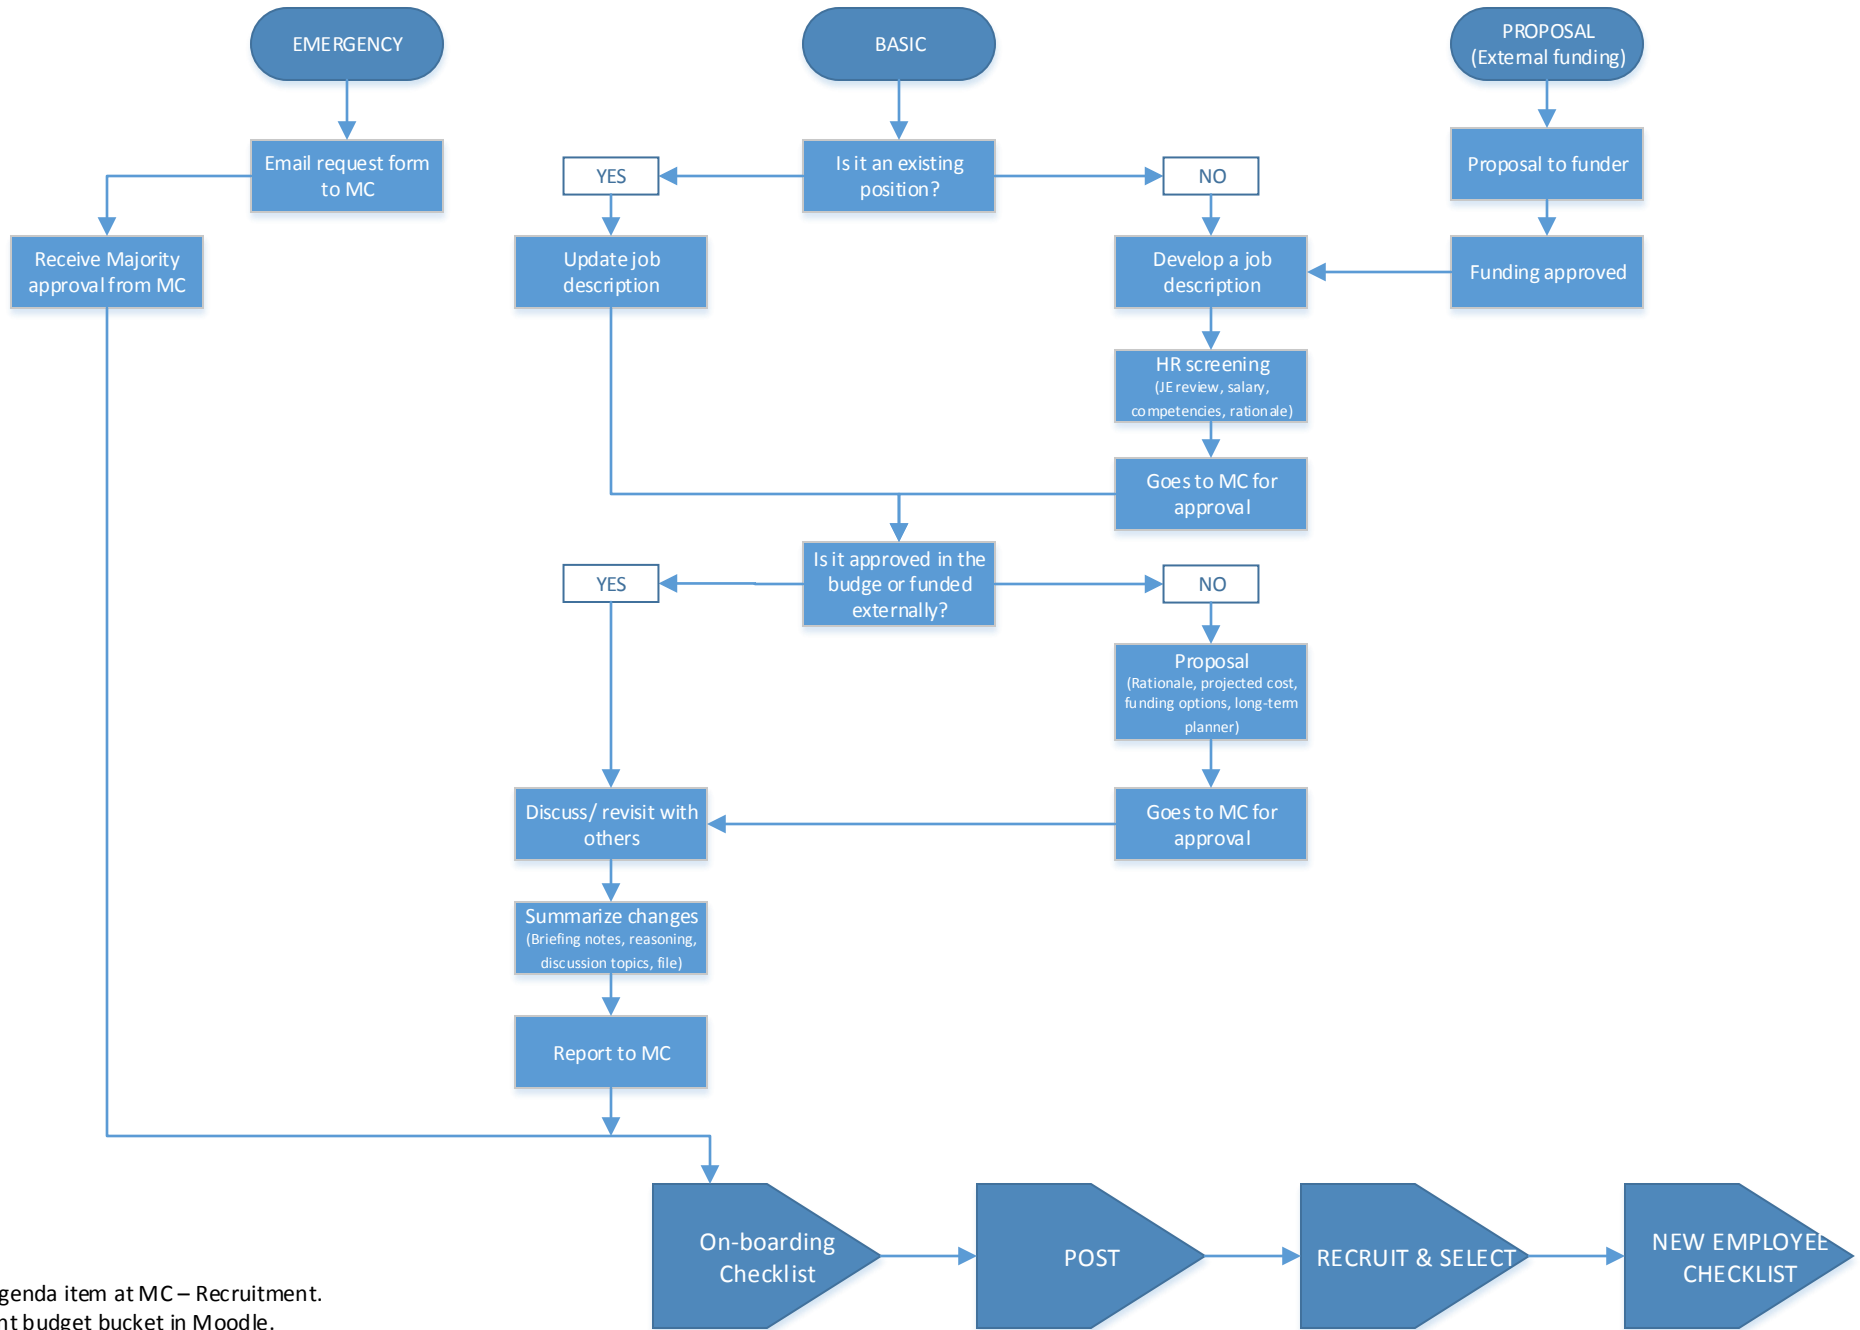 EMERGENCY
BASIC
PROPOSAL
(External funding)
Email request form
to MC
YES
Is it an existing
position?
NO
Proposal to funder
Receive Majority
approval from MC
Update job
description
Develop a job
description
Funding approved
HR screening
(JE review, salary,
competencies, rationale)
Goes to MC for
approval
YES
Is it approved in the
budge or funded
externally?
NO
Proposal
(Rationale, projected cost,
funding options, long-term
planner)
Discuss/ revisit with
others
Goes to MC for
approval
Summarize changes
(Briefing notes, reasoning,
discussion topics, file)
Report to MC
On-boarding
Checklist
POST
RECRUIT & SELECT
NEW EMPLOYEE
CHECKLIST
genda item at MC – Recruitment.
nt budget bucket in Moodle.